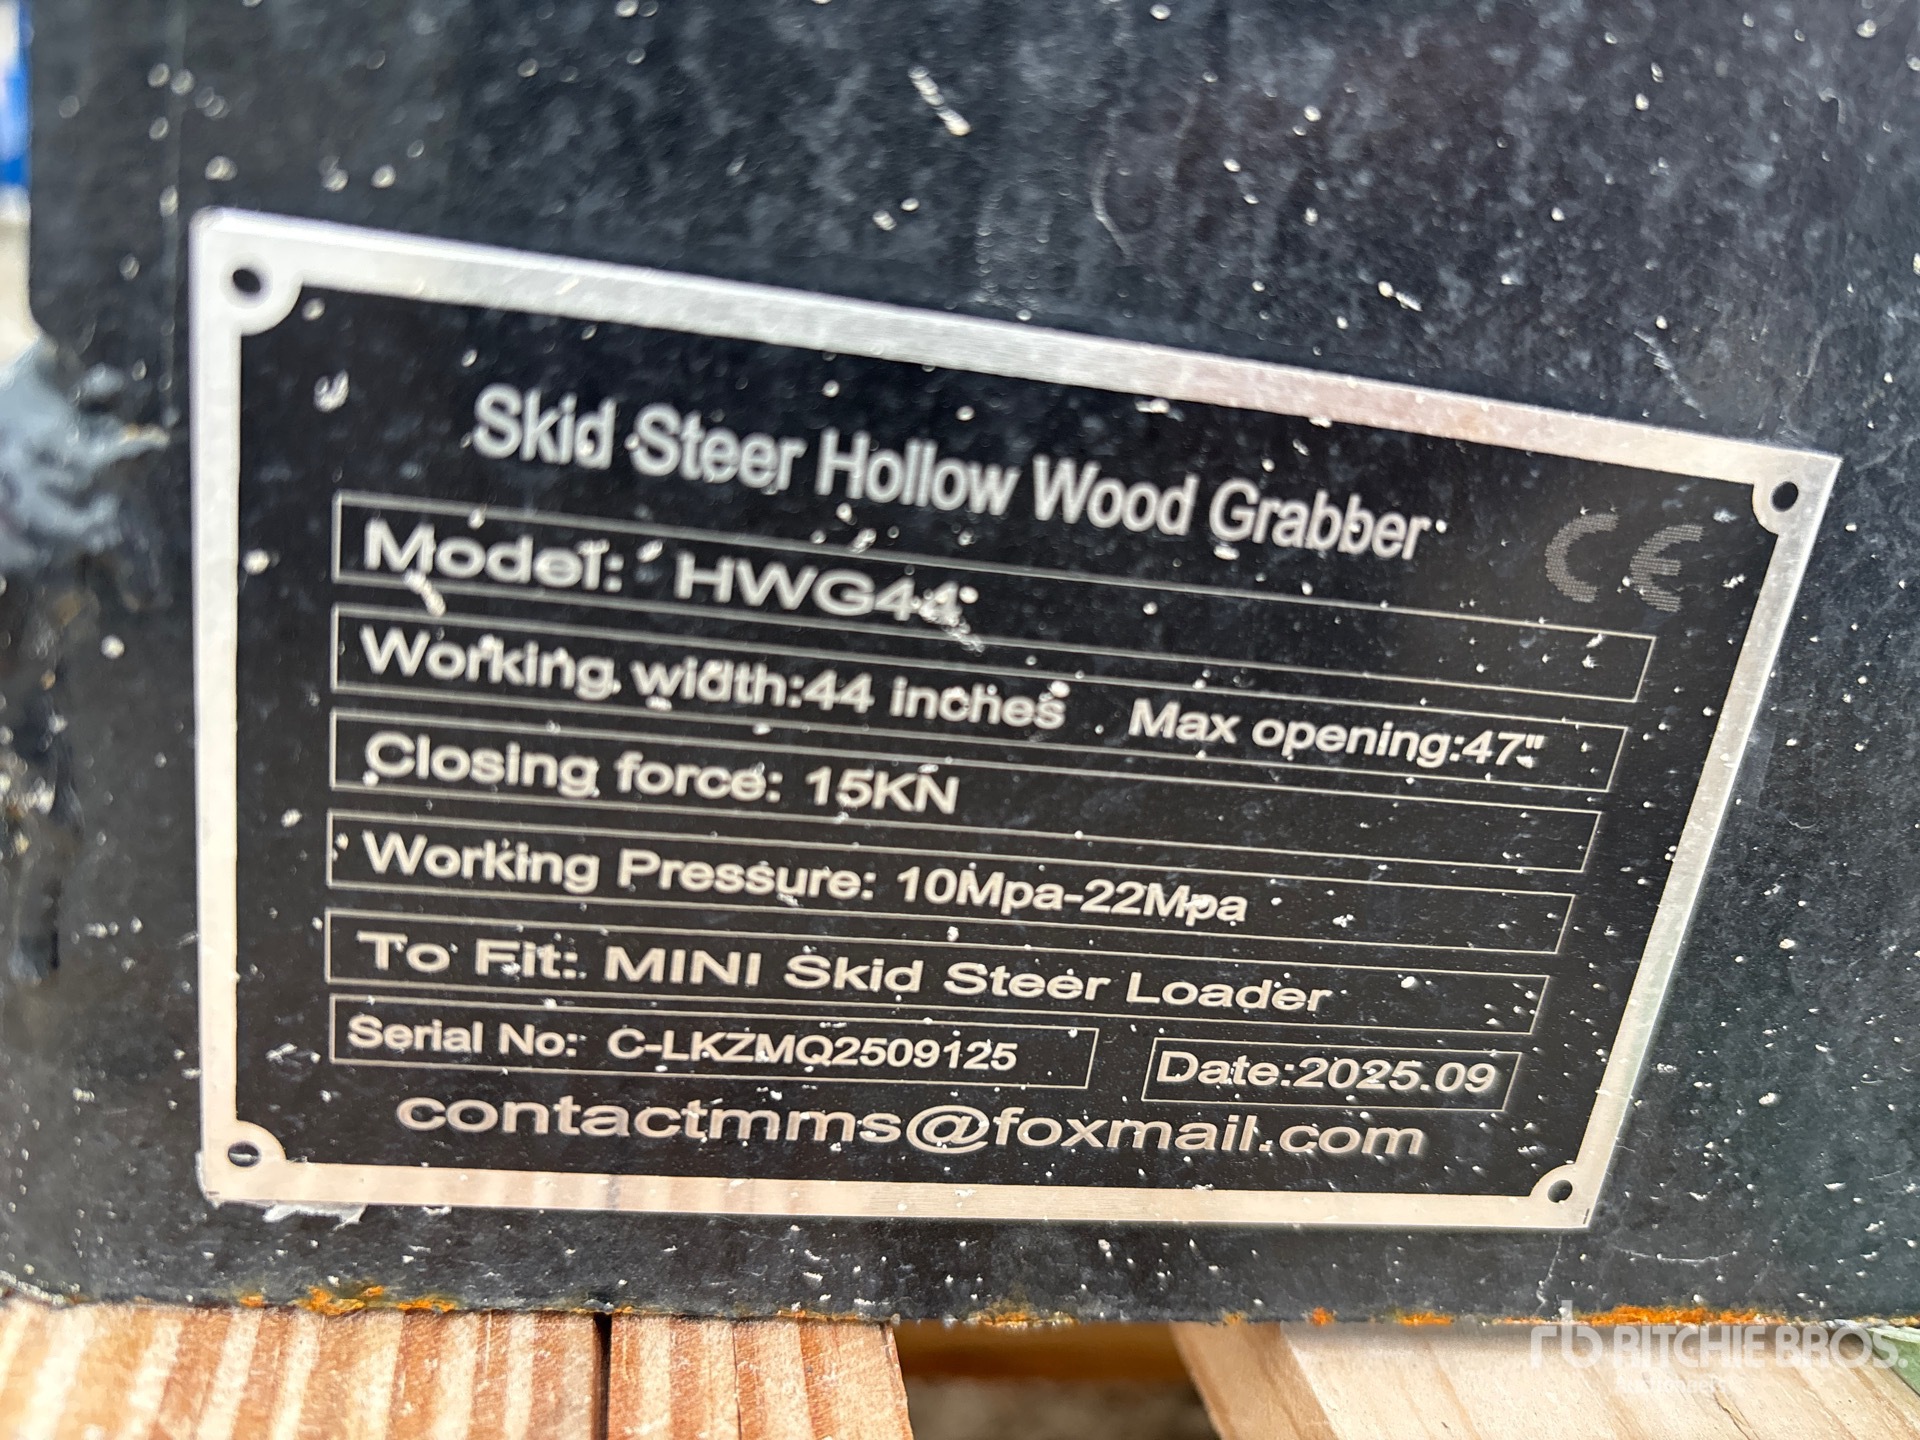 Skid Steer Hollow Wood Grabber
CE
Model: HWG44
Working width:44 inches Max opening:47"
Closing force: 15KN
Working Pressure: 10Mpa-22Mpa
To Fit: MINI Skid Steer Loader
Serial No: C-LKZMQ2509125 Date:2025.09
contactmms@foxmail.com
rb RITCHIE BROS.